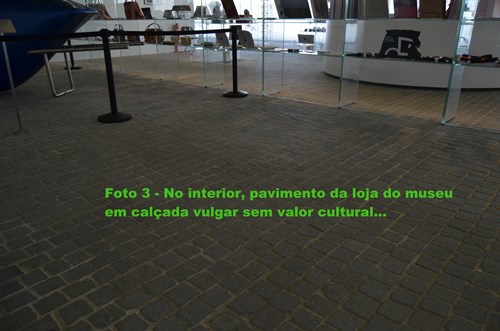 Foto 3 - No interior, pavimento da loja do museu
em calçada vulgar sem valor cultural...